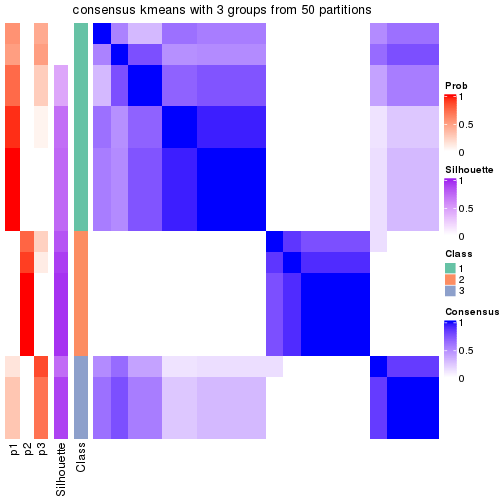 consensus kmeans with 3 groups from 50 partitions
Prob
1
0.5
0
Silhouette
1
0.5
0
Class
1
2
3
Consensus
1
0.5
0
p1
p2
p3
Silhouette
Class